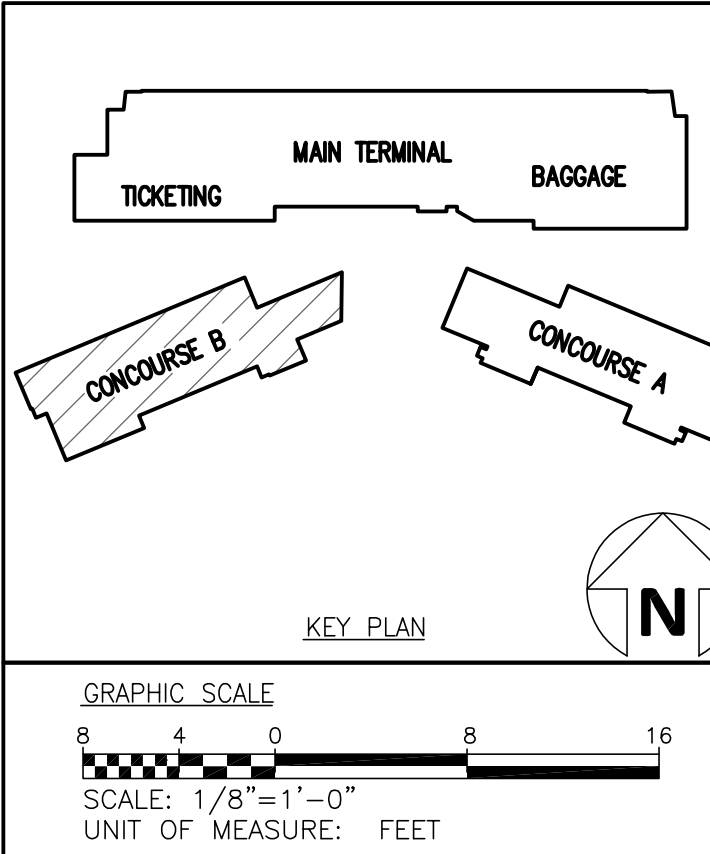 MAIN TERMINAL
BAGGAGE
TICKETING
CONCOURSE B
CONCOURSE A
N
KEY PLAN
GRAPHIC SCALE
8 4 0 8 16
SCALE: 1/8"=1'-0"
UNIT OF MEASURE: FEET